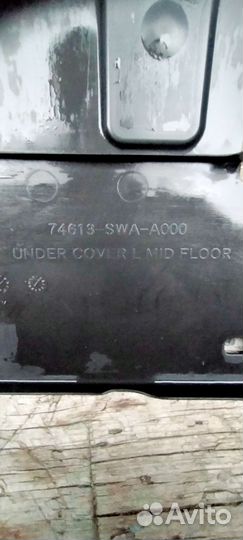 74613-SWA-A000
UNDER COVER L MID FLOOR
Avito